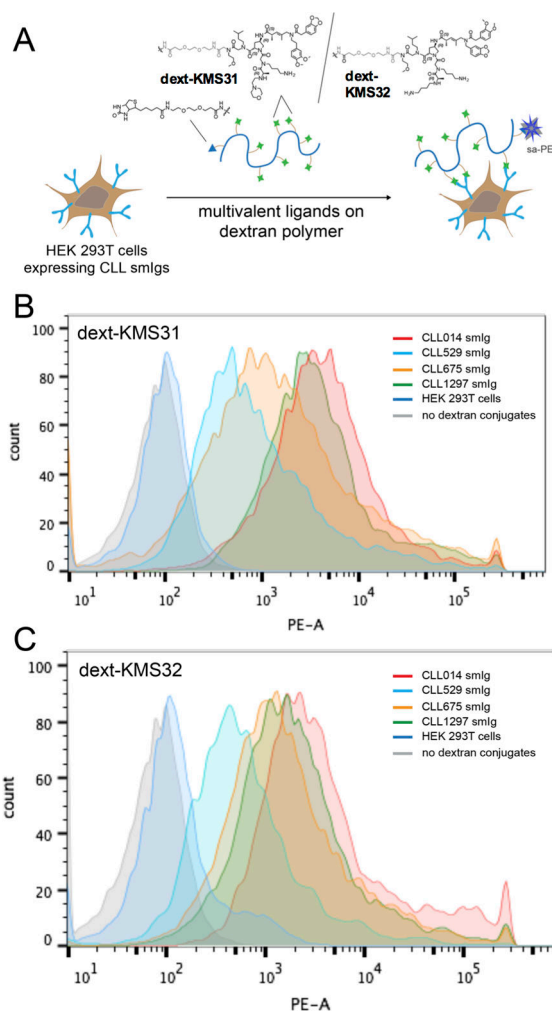 A
dext-KMS31
dext-
KMS32
sa-PE
multivalent ligands on
dextran polymer
HEK 293T cells
expressing CLL smIgs
B
dext-KMS31
CLL014 smIg
CLL529 smIg
CLL675 smIg
CLL1297 smIg
HEK 293T cells
no dextran conjugates
100
80
60
40
20
0
count
10¹ 10² 10³ 10⁴ 10⁵
PE-A
C
dext-KMS32
CLL014 smIg
CLL529 smIg
CLL675 smIg
CLL1297 smIg
HEK 293T cells
no dextran conjugates
100
80
60
40
20
0
count
10¹ 10² 10³ 10⁴ 10⁵
PE-A